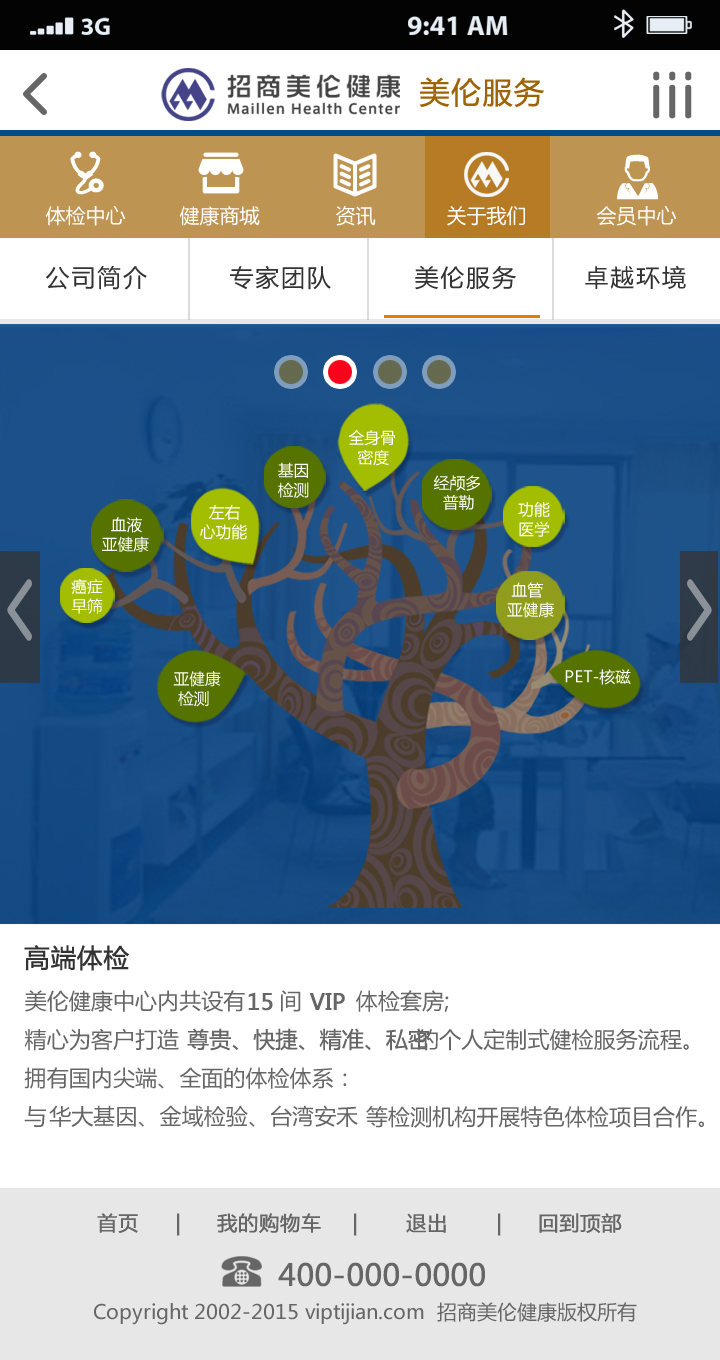 3G 9:41 AM
招商美伦健康 美伦服务
Maillen Health Center
体检中心 健康商城 资讯 关于我们 会员中心
公司简介 专家团队 美伦服务 卓越环境
全身骨
密度
基因
检测
经颅多
普勒
左右
心功能
功能
医学
血液
亚健康
癌症
早筛
血管
亚健康
亚健康
检测
PET-核磁
高端体检
美伦健康中心内共设有15 间 VIP 体检套房;
精心为客户打造 尊贵、快捷、精准、私密的个人定制式健检服务流程。
拥有国内尖端、全面的体检体系：
与华大基因、金域检验、台湾安禾 等检测机构开展特色体检项目合作。
首页 | 我的购物车 | 退出 | 回到顶部
400-000-0000
Copyright 2002-2015 viptijian.com 招商美伦健康版权所有